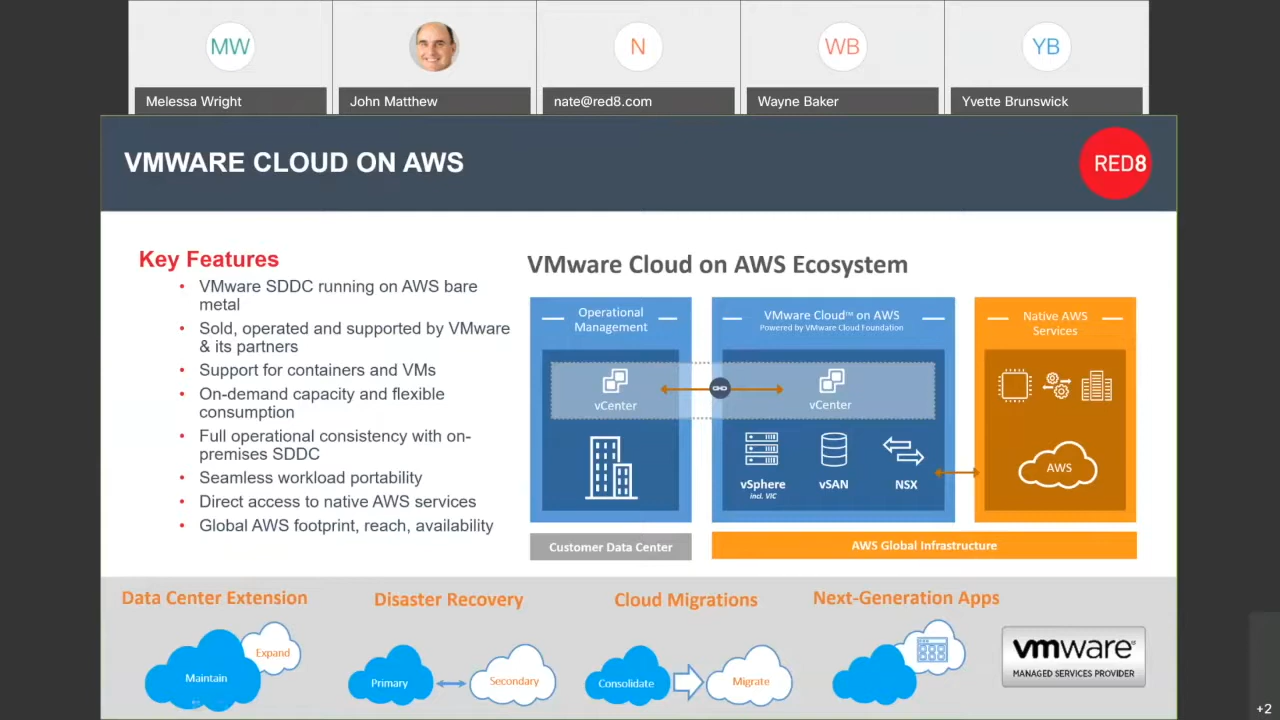 MW
N
WB
YB
Melessa Wright
John Matthew
nate@red8.com
Wayne Baker
Yvette Brunswick
VMWARE CLOUD ON AWS
RED8
Key Features
• VMware SDDC running on AWS bare
metal
• Sold, operated and supported by VMware
& its partners
• Support for containers and VMs
• On-demand capacity and flexible
consumption
• Full operational consistency with on-
premises SDDC
• Seamless workload portability
• Direct access to native AWS services
• Global AWS footprint, reach, availability
VMware Cloud on AWS Ecosystem
Operational
Management
vCenter
Customer Data Center
VMware Cloud™ on AWS
Powered by VMware Cloud Foundation
vCenter
vSphere
incl. VIC
vSAN
NSX
Native AWS
Services
AWS
AWS Global Infrastructure
Data Center Extension
Expand
Maintain
Disaster Recovery
Primary
Secondary
Cloud Migrations
Consolidate
Migrate
Next-Generation Apps
vmware®
MANAGED SERVICES PROVIDER
+2